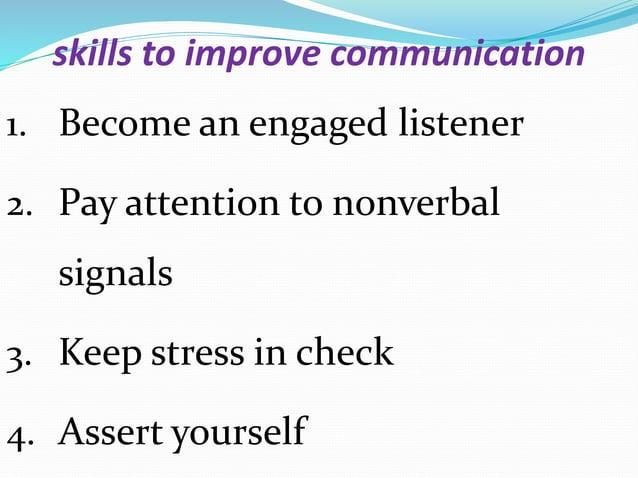 skills to improve communication
1. Become an engaged listener
2. Pay attention to nonverbal
signals
3. Keep stress in check
4. Assert yourself